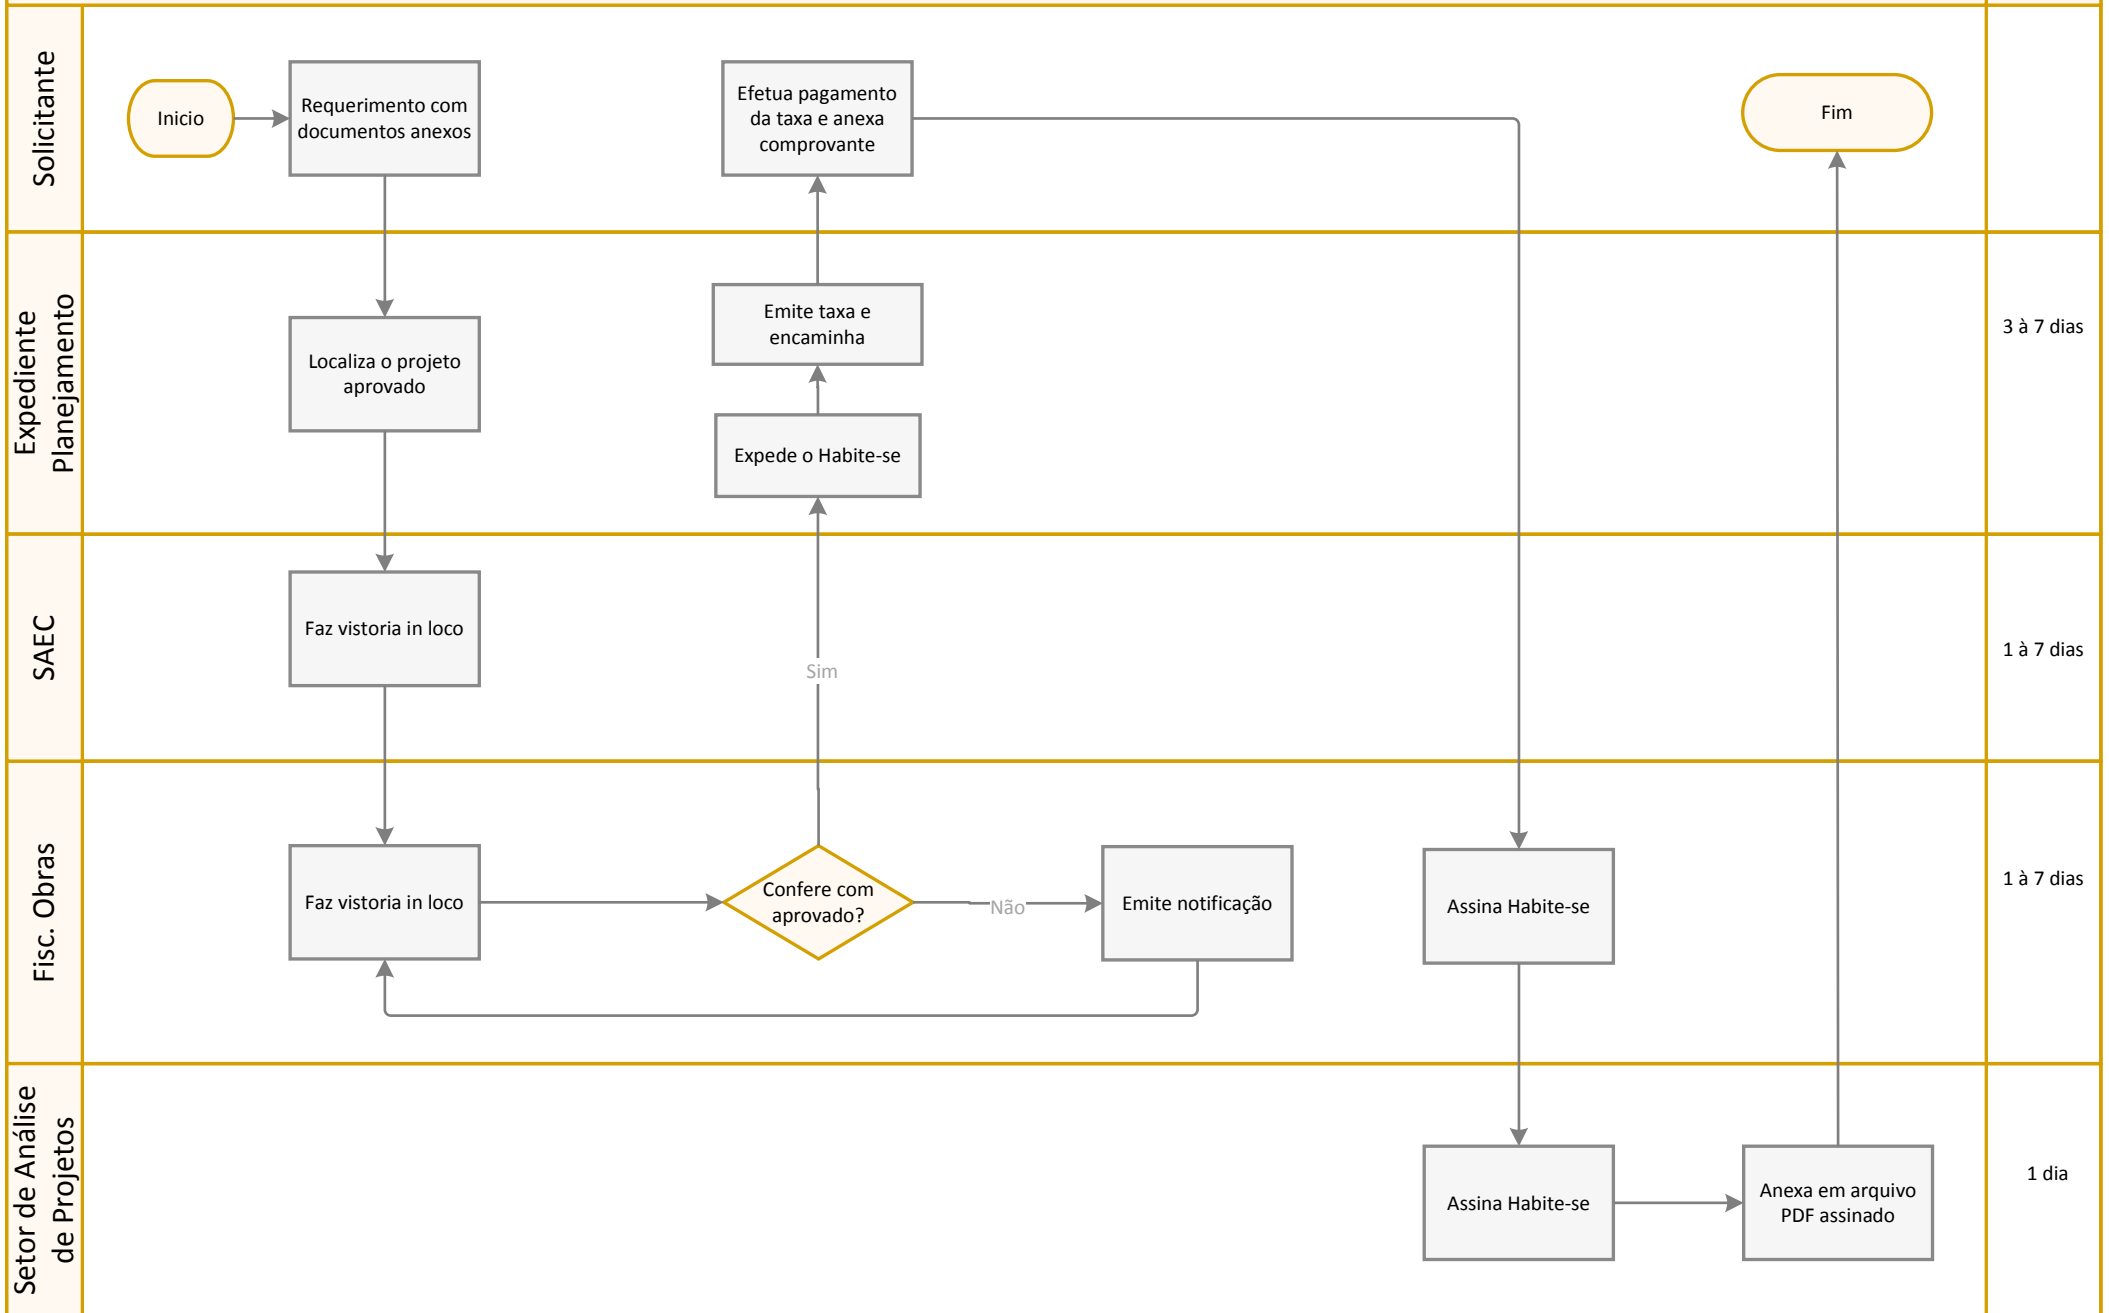 Solicitante
Inicio
Requerimento com
documentos anexos
Efetua pagamento
da taxa e anexa
comprovante
Fim
Expediente
Planejamento
Localiza o projeto
aprovado
Emite taxa e
encaminha
Expede o Habite-se
3 à 7 dias
SAEC
Faz vistoria in loco
Sim
1 à 7 dias
Fisc. Obras
Faz vistoria in loco
Confere com
aprovado?
Não
Emite notificação
Assina Habite-se
1 à 7 dias
Setor de Análise
de Projetos
Assina Habite-se
Anexa em arquivo
PDF assinado
1 dia